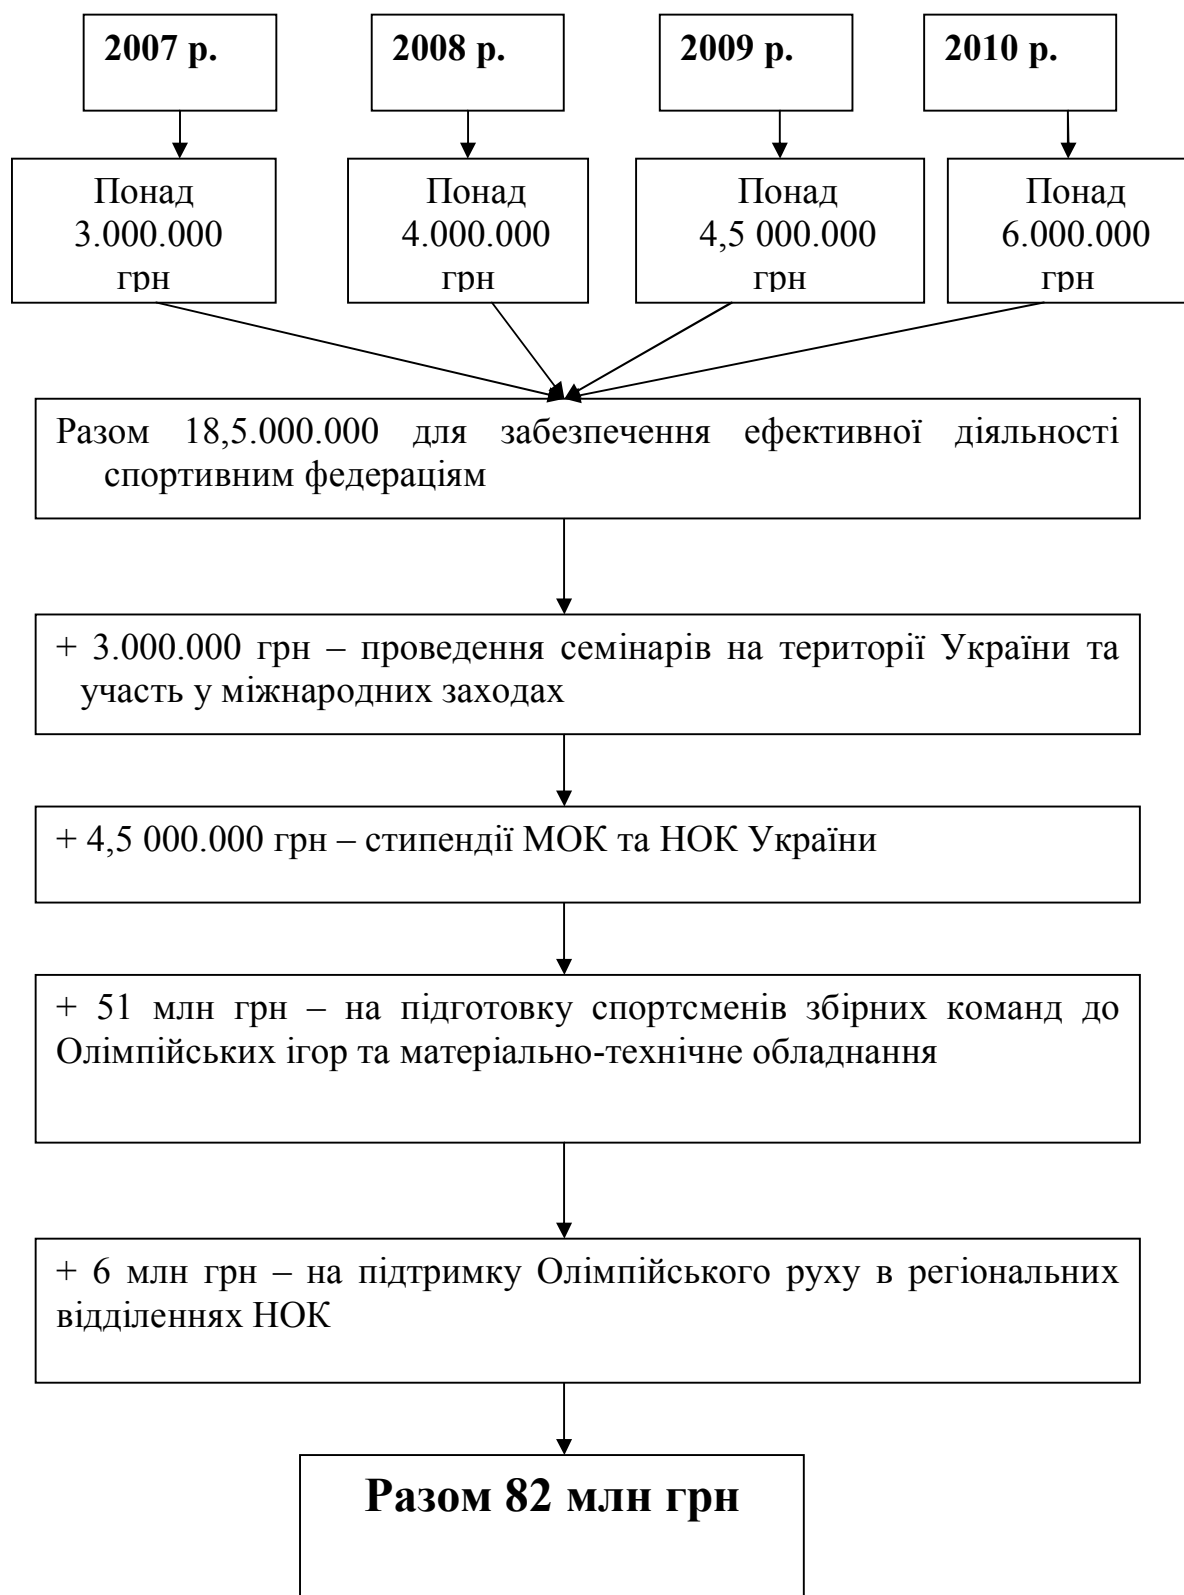 2007 р.
2008 р.
2009 р.
2010 р.
Понад
3.000.000
грн
Понад
4.000.000
грн
Понад
4,5 000.000
грн
Понад
6.000.000
грн
Разом 18,5.000.000 для забезпечення ефективної діяльності
спортивним федераціям
+ 3.000.000 грн – проведення семінарів на території України та
участь у міжнародних заходах
+ 4,5 000.000 грн – стипендії МОК та НОК України
+ 51 млн грн – на підготовку спортсменів збірних команд до
Олімпійських ігор та матеріально-технічне обладнання
+ 6 млн грн – на підтримку Олімпійського руху в регіональних
відділеннях НОК
Разом 82 млн грн